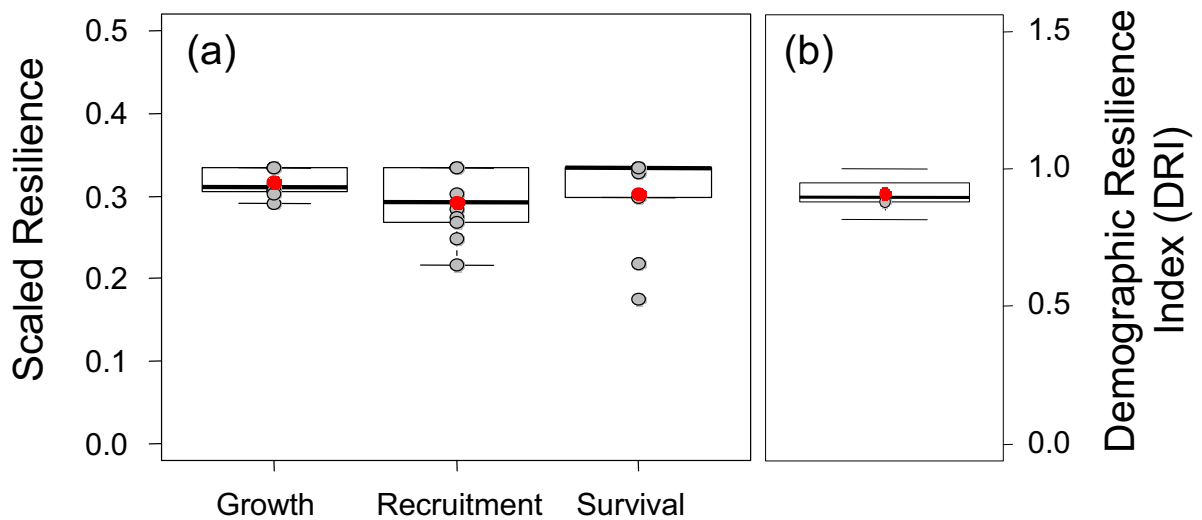 Scaled Resilience
0.5
0.4
0.3
0.2
0.1
0.0
(a)
Growth
Recruitment
Survival
(b)
1.5
1.0
0.5
0.0
Demographic Resilience
Index (DRI)